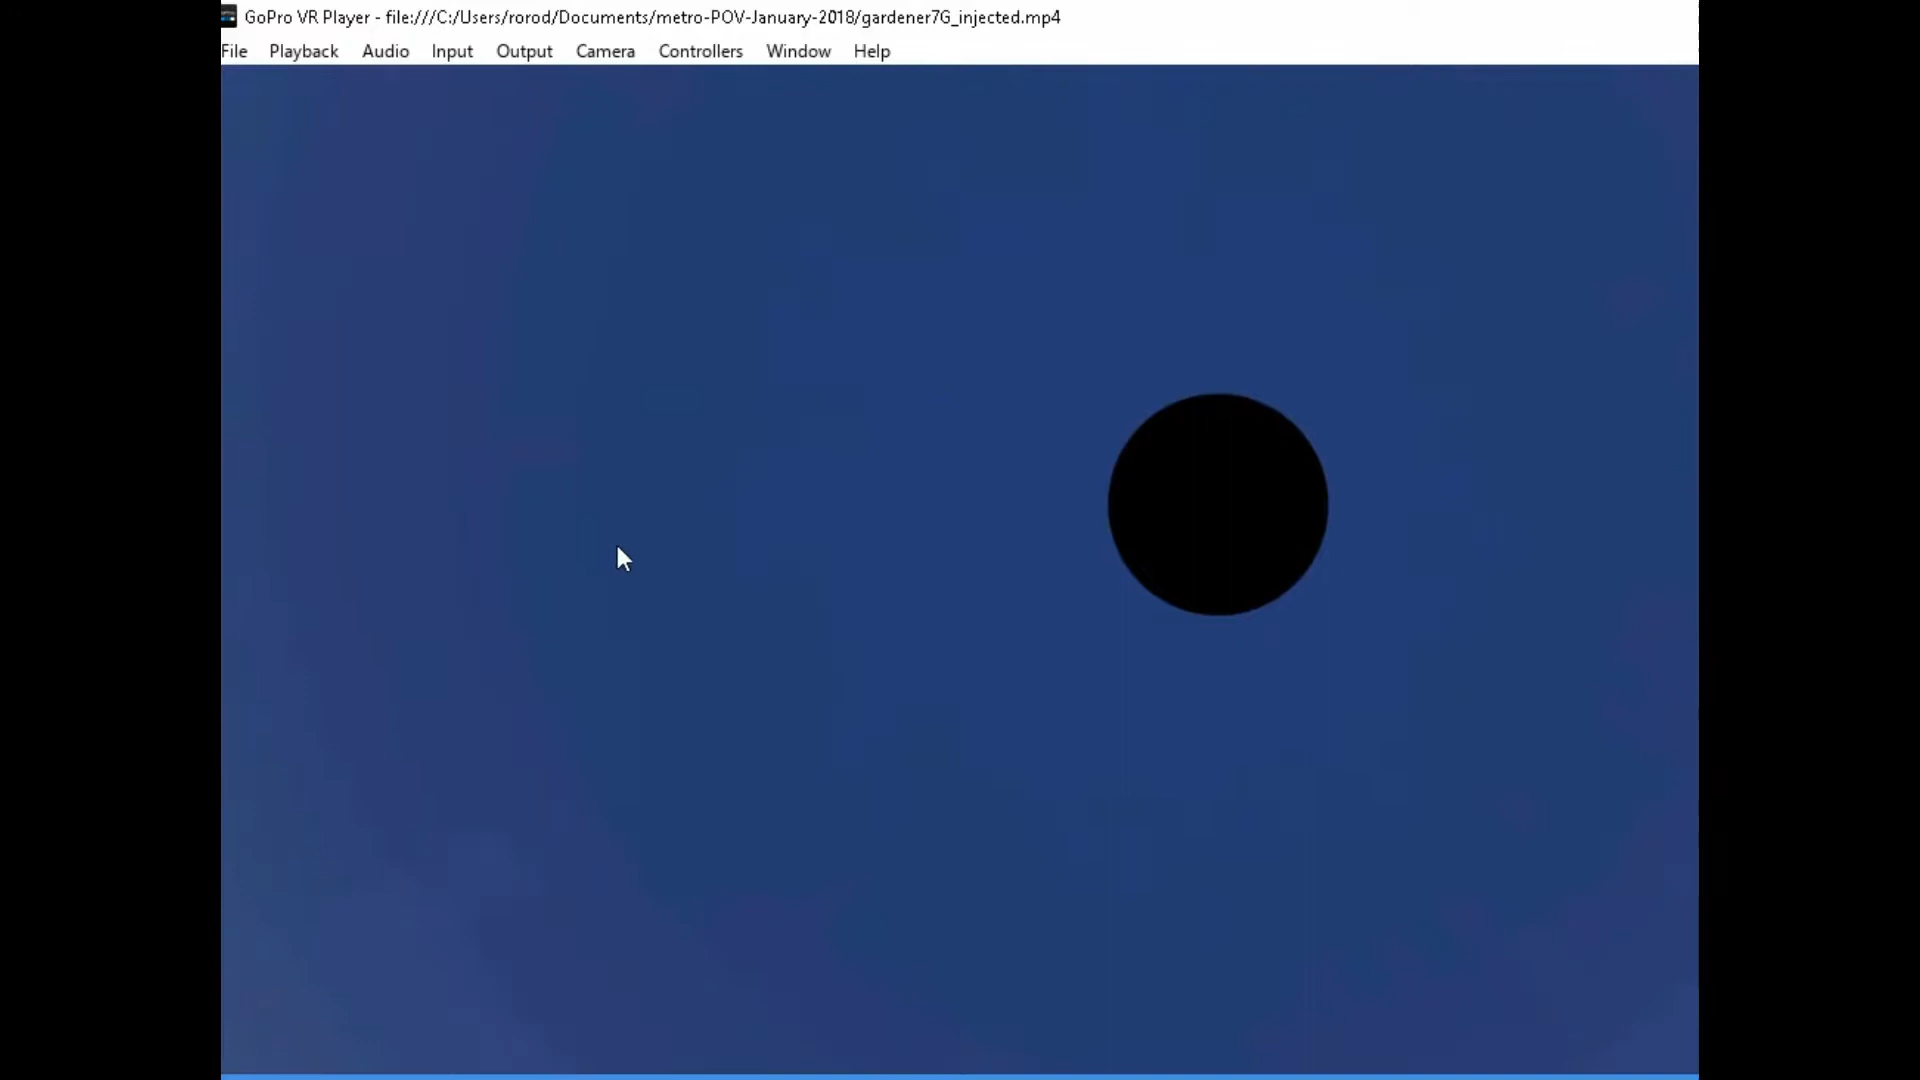 GoPro VR Player - file:///C:/Users/rorod/Documents/metro-POV-January-2018/gardener7G_injected.mp4
File Playback Audio Input Output Camera Controllers Window Help